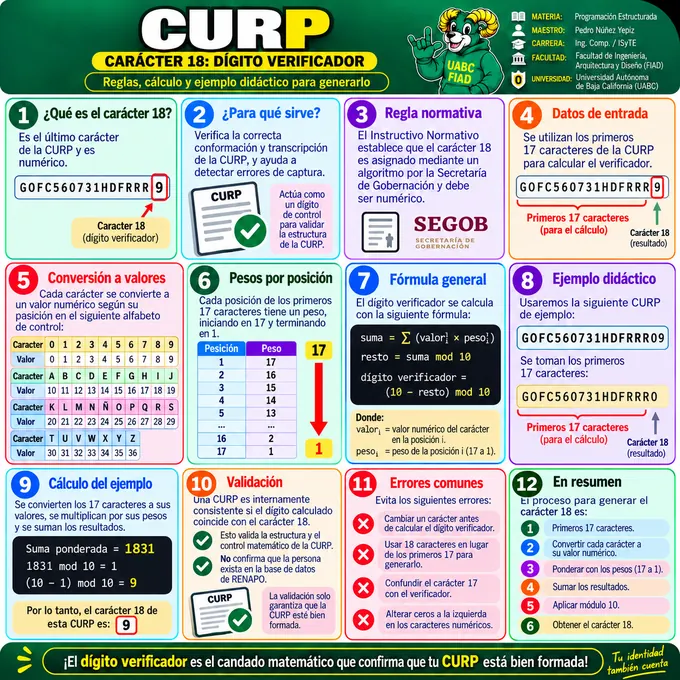 CURP
CARÁCTER 18: DÍGITO VERIFICADOR
Reglas, cálculo y ejemplo didáctico para generarlo
UABC
FIAD
MATERIA: Programación Estructurada
MAESTRO: Pedro Núñez Yepiz
CARRERA: Ing. Comp. / ISyTE
FACULTAD: Facultad de Ingeniería,
Arquitectura y Diseño (FIAD)
UNIVERSIDAD: Universidad Autónoma
de Baja California (UABC)
1 ¿Qué es el carácter 18?
Es el último carácter
de la CURP y es
numérico.
GOFC560731HDFRRR 9
Caracter 18
(dígito verificador)
2 ¿Para qué sirve?
Verifica la correcta
conformación y transcripción
de la CURP, y ayuda a
detectar errores de captura.
CURP
Actúa como
un dígito
de control
para validar
la estructura
de la CURP.
3 Regla normativa
El Instructivo Normativo
establece que el carácter 18
es asignado mediante un
algoritmo por la Secretaría
de Gobernación y debe
ser numérico.
SEGOB
SECRETARÍA DE
GOBERNACIÓN
4 Datos de entrada
Se utilizan los primeros
17 caracteres de la CURP
para calcular el verificador.
GOFC560731HDFRRR 9
Primeros 17 caracteres
(para el cálculo)
Carácter 18
(resultado)
5 Conversión a valores
Cada carácter se convierte a
un valor numérico según su
posición en el siguiente alfabeto
de control:
Caracter 0 1 2 3 4 5 6 7 8 9
Valor 0 1 2 3 4 5 6 7 8 9
Caracter A B C D E F G H I J
Valor 10 11 12 13 14 15 16 17 18 19
Caracter K L M N Ñ O P Q R S
Valor 20 21 22 23 24 25 26 27 28 29
Caracter T U V W X Y Z
Valor 30 31 32 33 34 35 36
6 Pesos por posición
Cada posición de los primeros
17 caracteres tiene un peso,
iniciando en 17 y terminando
en 1.
Posición Peso
1 17
2 16
3 15
4 14
5 13
... ...
16 2
17 1
17
1
7 Fórmula general
El dígito verificador se calcula
con la siguiente fórmula:
suma = ∑ (valorᵢ × pesoᵢ)
resto = suma mod 10
dígito verificador =
(10 − resto) mod 10
Donde:
valorᵢ = valor numérico del carácter
en la posición i.
pesoᵢ = peso de la posición i (17 a 1).
8 Ejemplo didáctico
Usaremos la siguiente CURP
de ejemplo:
GOFC560731HDFRRR09
Se toman los primeros
17 caracteres:
GOFC560731HDFRRR0
Primeros 17 caracteres
(para el cálculo)
Carácter 18
(resultado)
9 Cálculo del ejemplo
Se convierten los 17 caracteres a sus
valores, se multiplican por sus pesos
y se suman los resultados.
Suma ponderada = 1831
1831 mod 10 = 1
(10 − 1) mod 10 = 9
Por lo tanto, el carácter 18 de
esta CURP es: 9
10 Validación
Una CURP es internamente
consistente si el dígito calculado
coincide con el carácter 18.
Esto valida la estructura y el
control matemático de la CURP.
No confirma que la persona
exista en la base de datos
de RENAPO.
CURP
La validación solo
garantiza que la
CURP esté bien
formada.
11 Errores comunes
Evita los siguientes errores:
Cambiar un carácter antes
de calcular el dígito verificador.
Usar 18 caracteres en lugar
de los primeros 17 para
generarlo.
Confundir el carácter 17
con el verificador.
Alterar ceros a la izquierda
en los caracteres numéricos.
12 En resumen
El proceso para generar el
carácter 18 es:
1 Primeros 17 caracteres.
2 Convertir cada carácter a
su valor numérico.
3 Ponderar con los pesos (17 a 1).
4 Sumar los resultados.
5 Aplicar módulo 10.
6 Obtener el carácter 18.
¡El dígito verificador es el candado matemático que confirma que tu CURP está bien formada!
Tu identidad
también cuenta